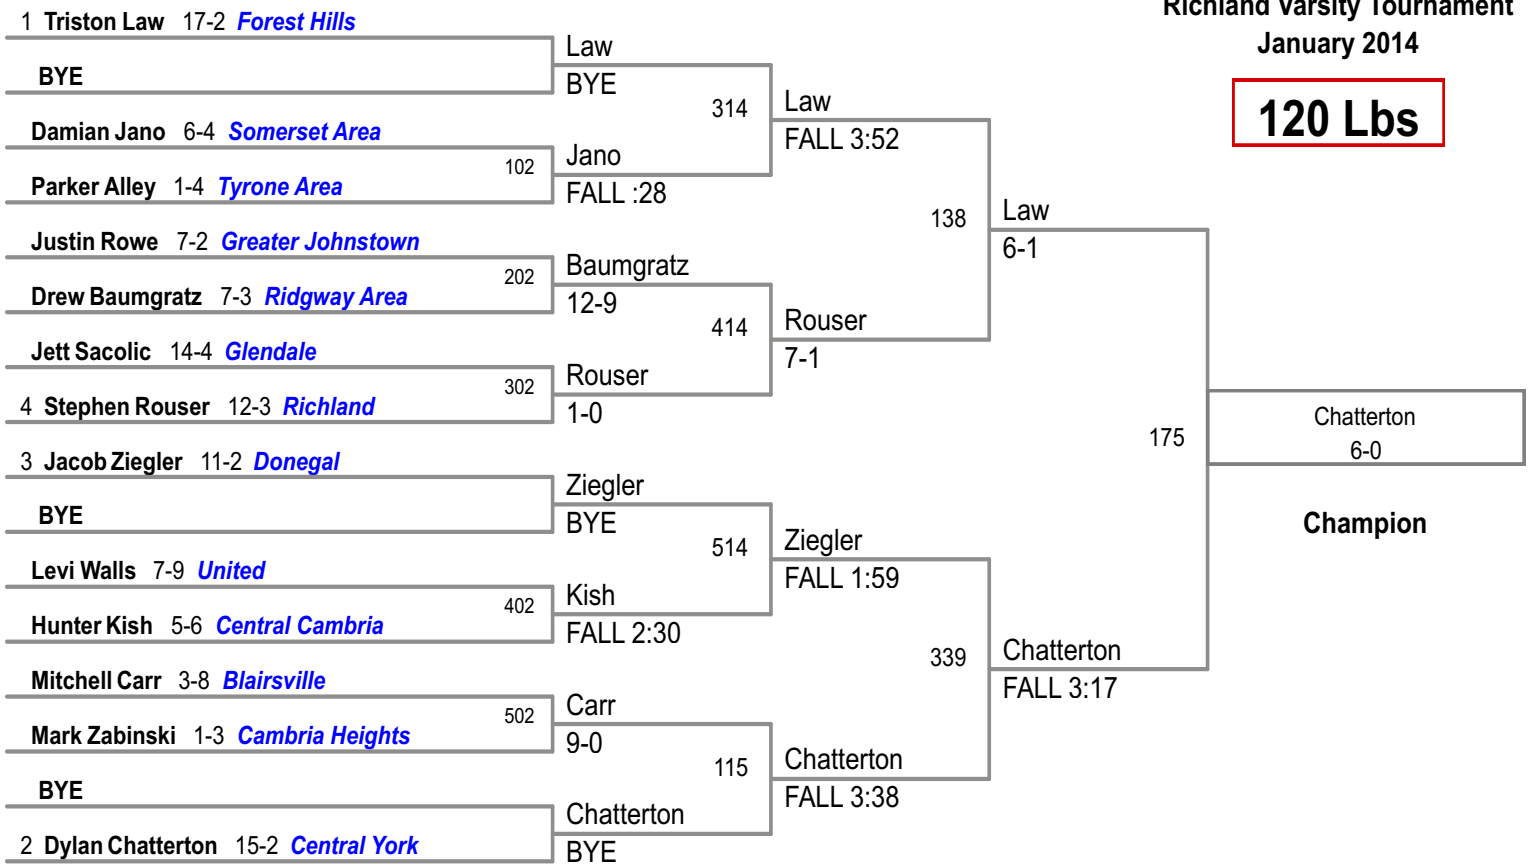 Richland Varsity Tournament
January 2014
120 Lbs
1 Triston Law 17-2 Forest Hills
BYE
Damian Jano 6-4 Somerset Area
Parker Alley 1-4 Tyrone Area
Justin Rowe 7-2 Greater Johnstown
Drew Baumgratz 7-3 Ridgway Area
Jett Sacolic 14-4 Glendale
4 Stephen Rouser 12-3 Richland
3 Jacob Ziegler 11-2 Donegal
BYE
Levi Walls 7-9 United
Hunter Kish 5-6 Central Cambria
Mitchell Carr 3-8 Blairsville
Mark Zabinski 1-3 Cambria Heights
BYE
2 Dylan Chatterton 15-2 Central York
Law
BYE
102
Jano
FALL :28
202
Baumgratz
12-9
302
Rouser
1-0
Ziegler
BYE
402
Kish
FALL 2:30
502
Carr
9-0
Chatterton
BYE
314
Law
FALL 3:52
414
Rouser
7-1
514
Ziegler
FALL 1:59
115
Chatterton
FALL 3:38
138
Law
6-1
339
Chatterton
FALL 3:17
175
Chatterton
6-0
Champion